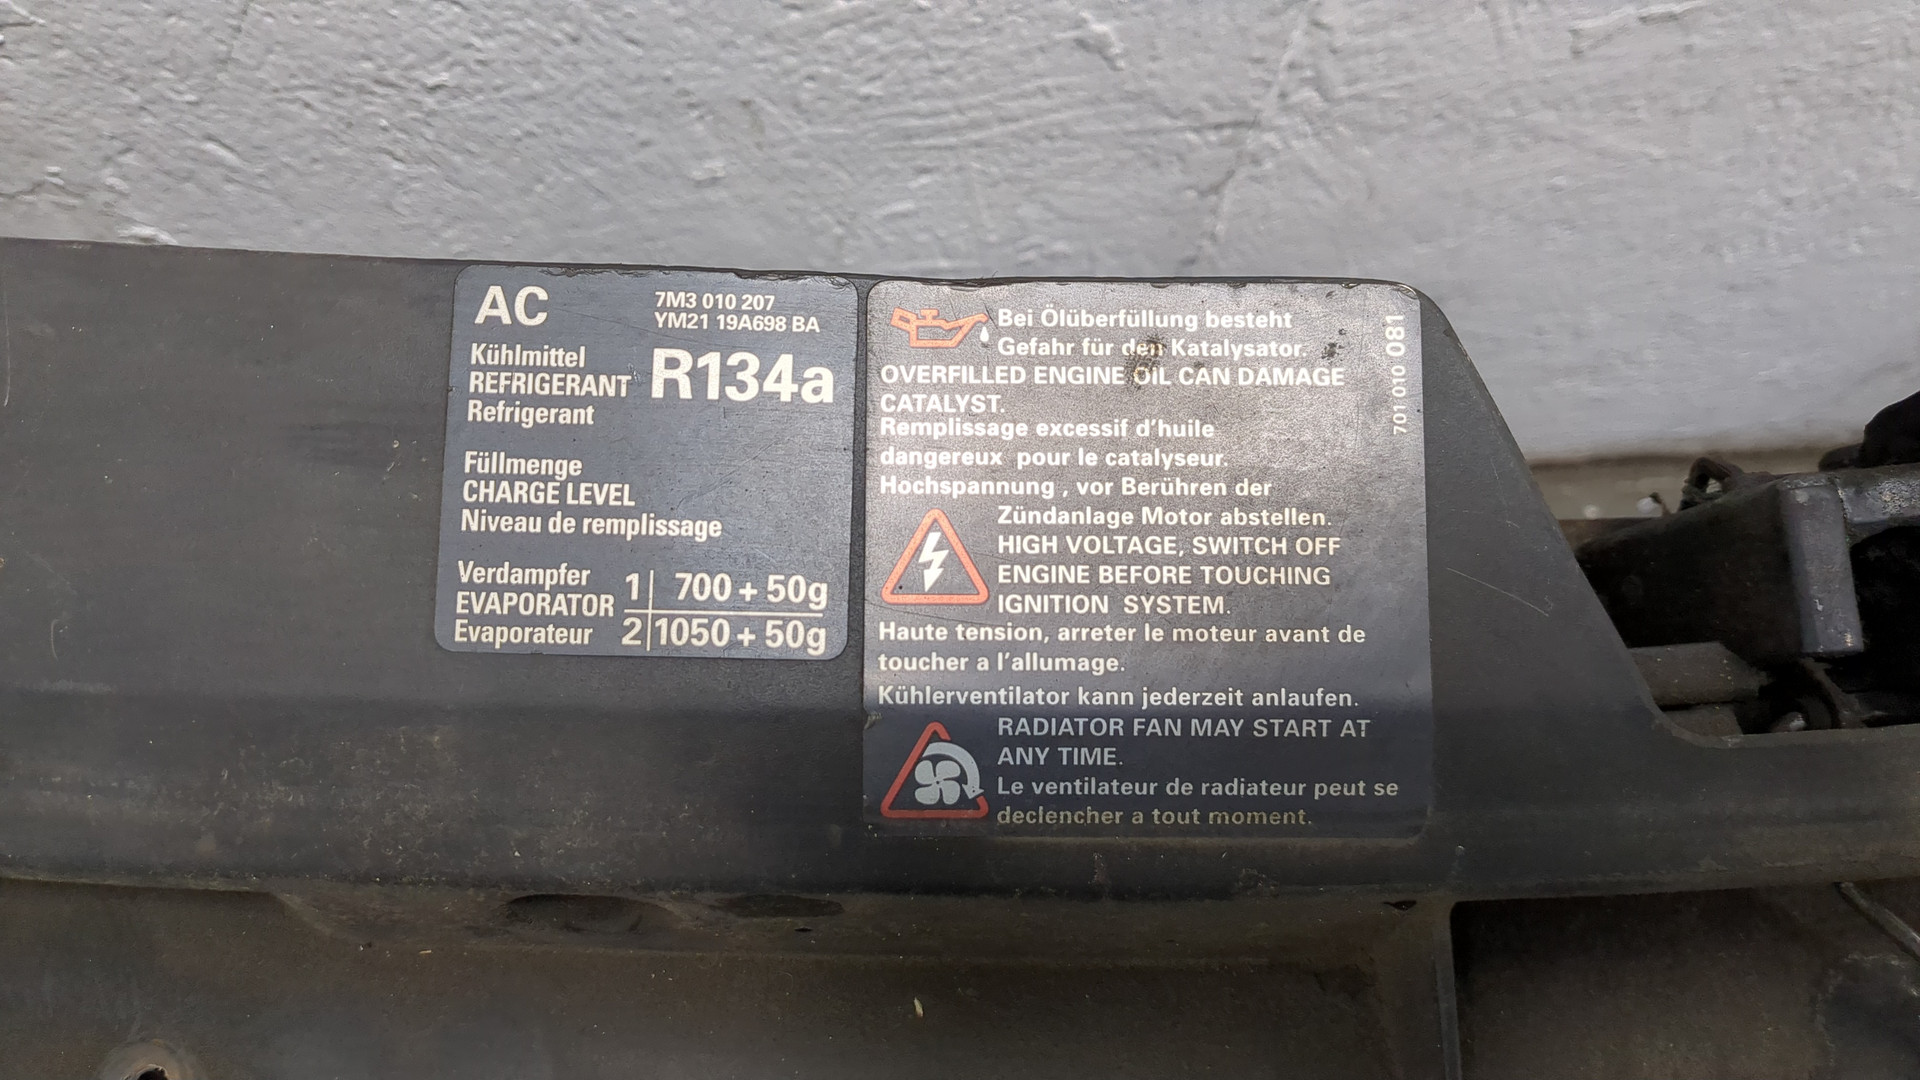 AC
7M3 010 207
YM21 19A698 BA
Kühlmittel
REFRIGERANT
Refrigerant
R134a
Füllmenge
CHARGE LEVEL
Niveau de remplissage
Verdampfer
EVAPORATOR
Evaporateur
1 700 + 50g
2 1050 + 50g
Bei Ölüberfüllung besteht
Gefahr für den Katalysator.
OVERFILLED ENGINE OIL CAN DAMAGE
CATALYST.
Remplissage excessif d'huile
dangereux pour le catalyseur.
Hochspannung , vor Berühren der
Zündanlage Motor abstellen.
HIGH VOLTAGE, SWITCH OFF
ENGINE BEFORE TOUCHING
IGNITION SYSTEM.
Haute tension, arreter le moteur avant de
toucher a l'allumage.
Kühlerventilator kann jederzeit anlaufen.
RADIATOR FAN MAY START AT
ANY TIME.
Le ventilateur de radiateur peut se
declencher a tout moment.
701 010 081